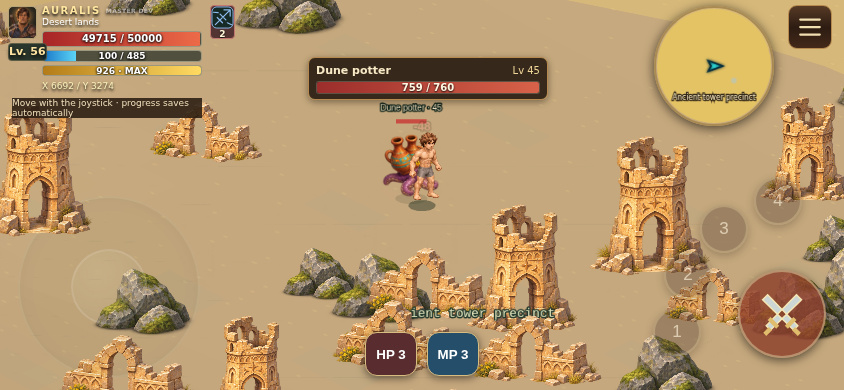 AURALIS MASTER DEV
Desert lands
49715 / 50000
Lv. 56
100 / 485
926 · MAX
X 6692 / Y 3274
Move with the joystick · progress saves
automatically
2
Dune potter Lv 45
759 / 760
Dune potter · 45
Ancient tower precinct
4
3
2
1
ient tower precinct
HP 3
MP 3